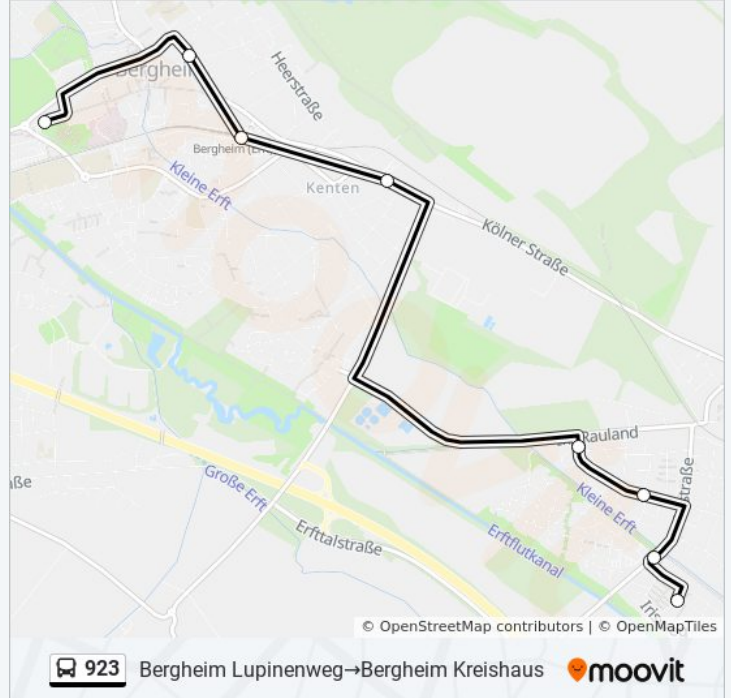 Bergheim
Heerstraße
Bergheim (Erft)
Kleine Erft
Kenten
Kölner Straße
Rauland
Große Erft
Kleine Erft
Erfttalstraße
Erftflutkanal
© OpenStreetMap contributors | © OpenMapTiles
923 Bergheim Lupinenweg→Bergheim Kreishaus moovit